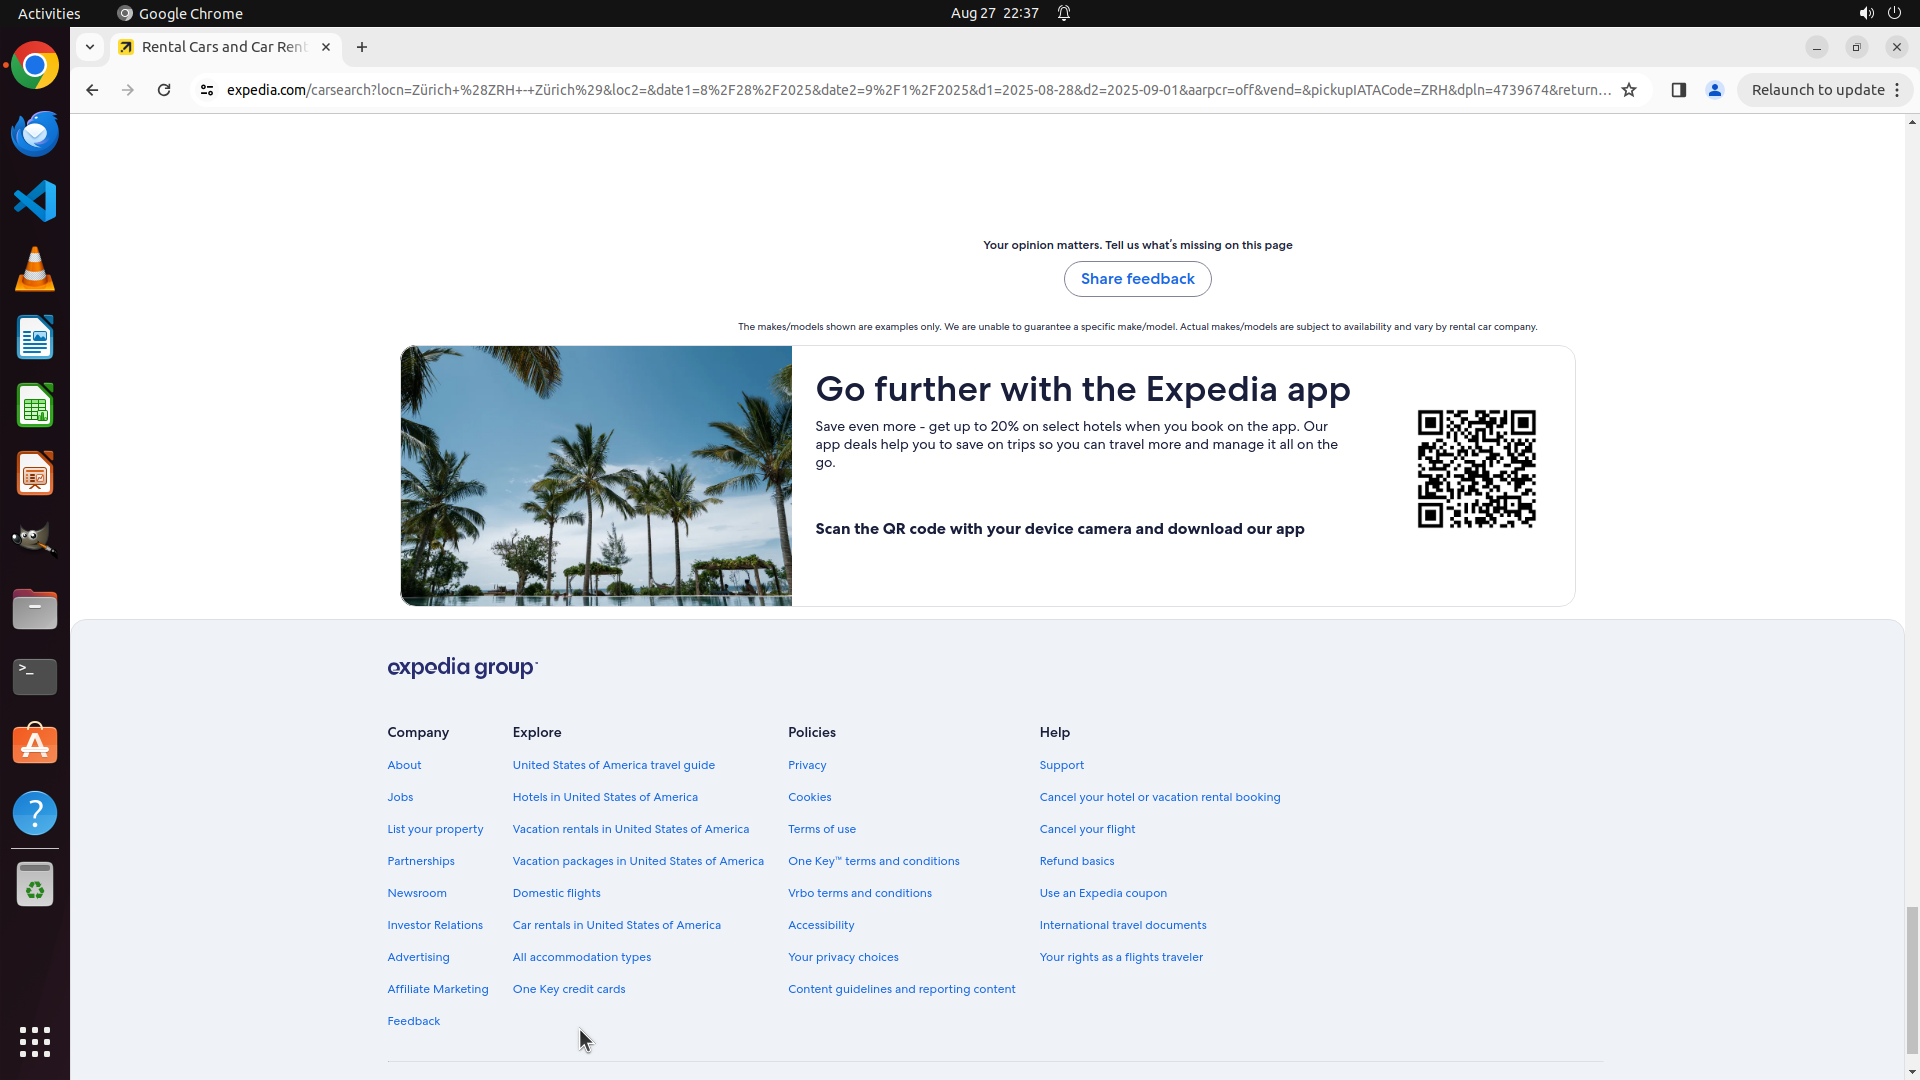 Activities
Google Chrome
Aug 27 22:37
Rental Cars and Car Rent
expedia.com/carsearch?locn=Zürich+%28ZRH+-+Zürich%29&loc2=&date1=8%2F28%2F2025&date2=9%2F1%2F2025&d1=2025-08-28&d2=2025-09-01&aarpcr=off&vend=&pickupIATACode=ZRH&dpln=4739674&return...
Relaunch to update
Your opinion matters. Tell us what's missing on this page
Share feedback
The makes/models shown are examples only. We are unable to guarantee a specific make/model. Actual makes/models are subject to availability and vary by rental car company.
Go further with the Expedia app
Save even more - get up to 20% on select hotels when you book on the app. Our
app deals help you to save on trips so you can travel more and manage it all on the
go.
Scan the QR code with your device camera and download our app
expedia group
Company
About
Jobs
List your property
Partnerships
Newsroom
Investor Relations
Advertising
Affiliate Marketing
Feedback
Explore
United States of America travel guide
Hotels in United States of America
Vacation rentals in United States of America
Vacation packages in United States of America
Domestic flights
Car rentals in United States of America
All accommodation types
One Key credit cards
Policies
Privacy
Cookies
Terms of use
One Key™ terms and conditions
Vrbo terms and conditions
Accessibility
Your privacy choices
Content guidelines and reporting content
Help
Support
Cancel your hotel or vacation rental booking
Cancel your flight
Refund basics
Use an Expedia coupon
International travel documents
Your rights as a flights traveler